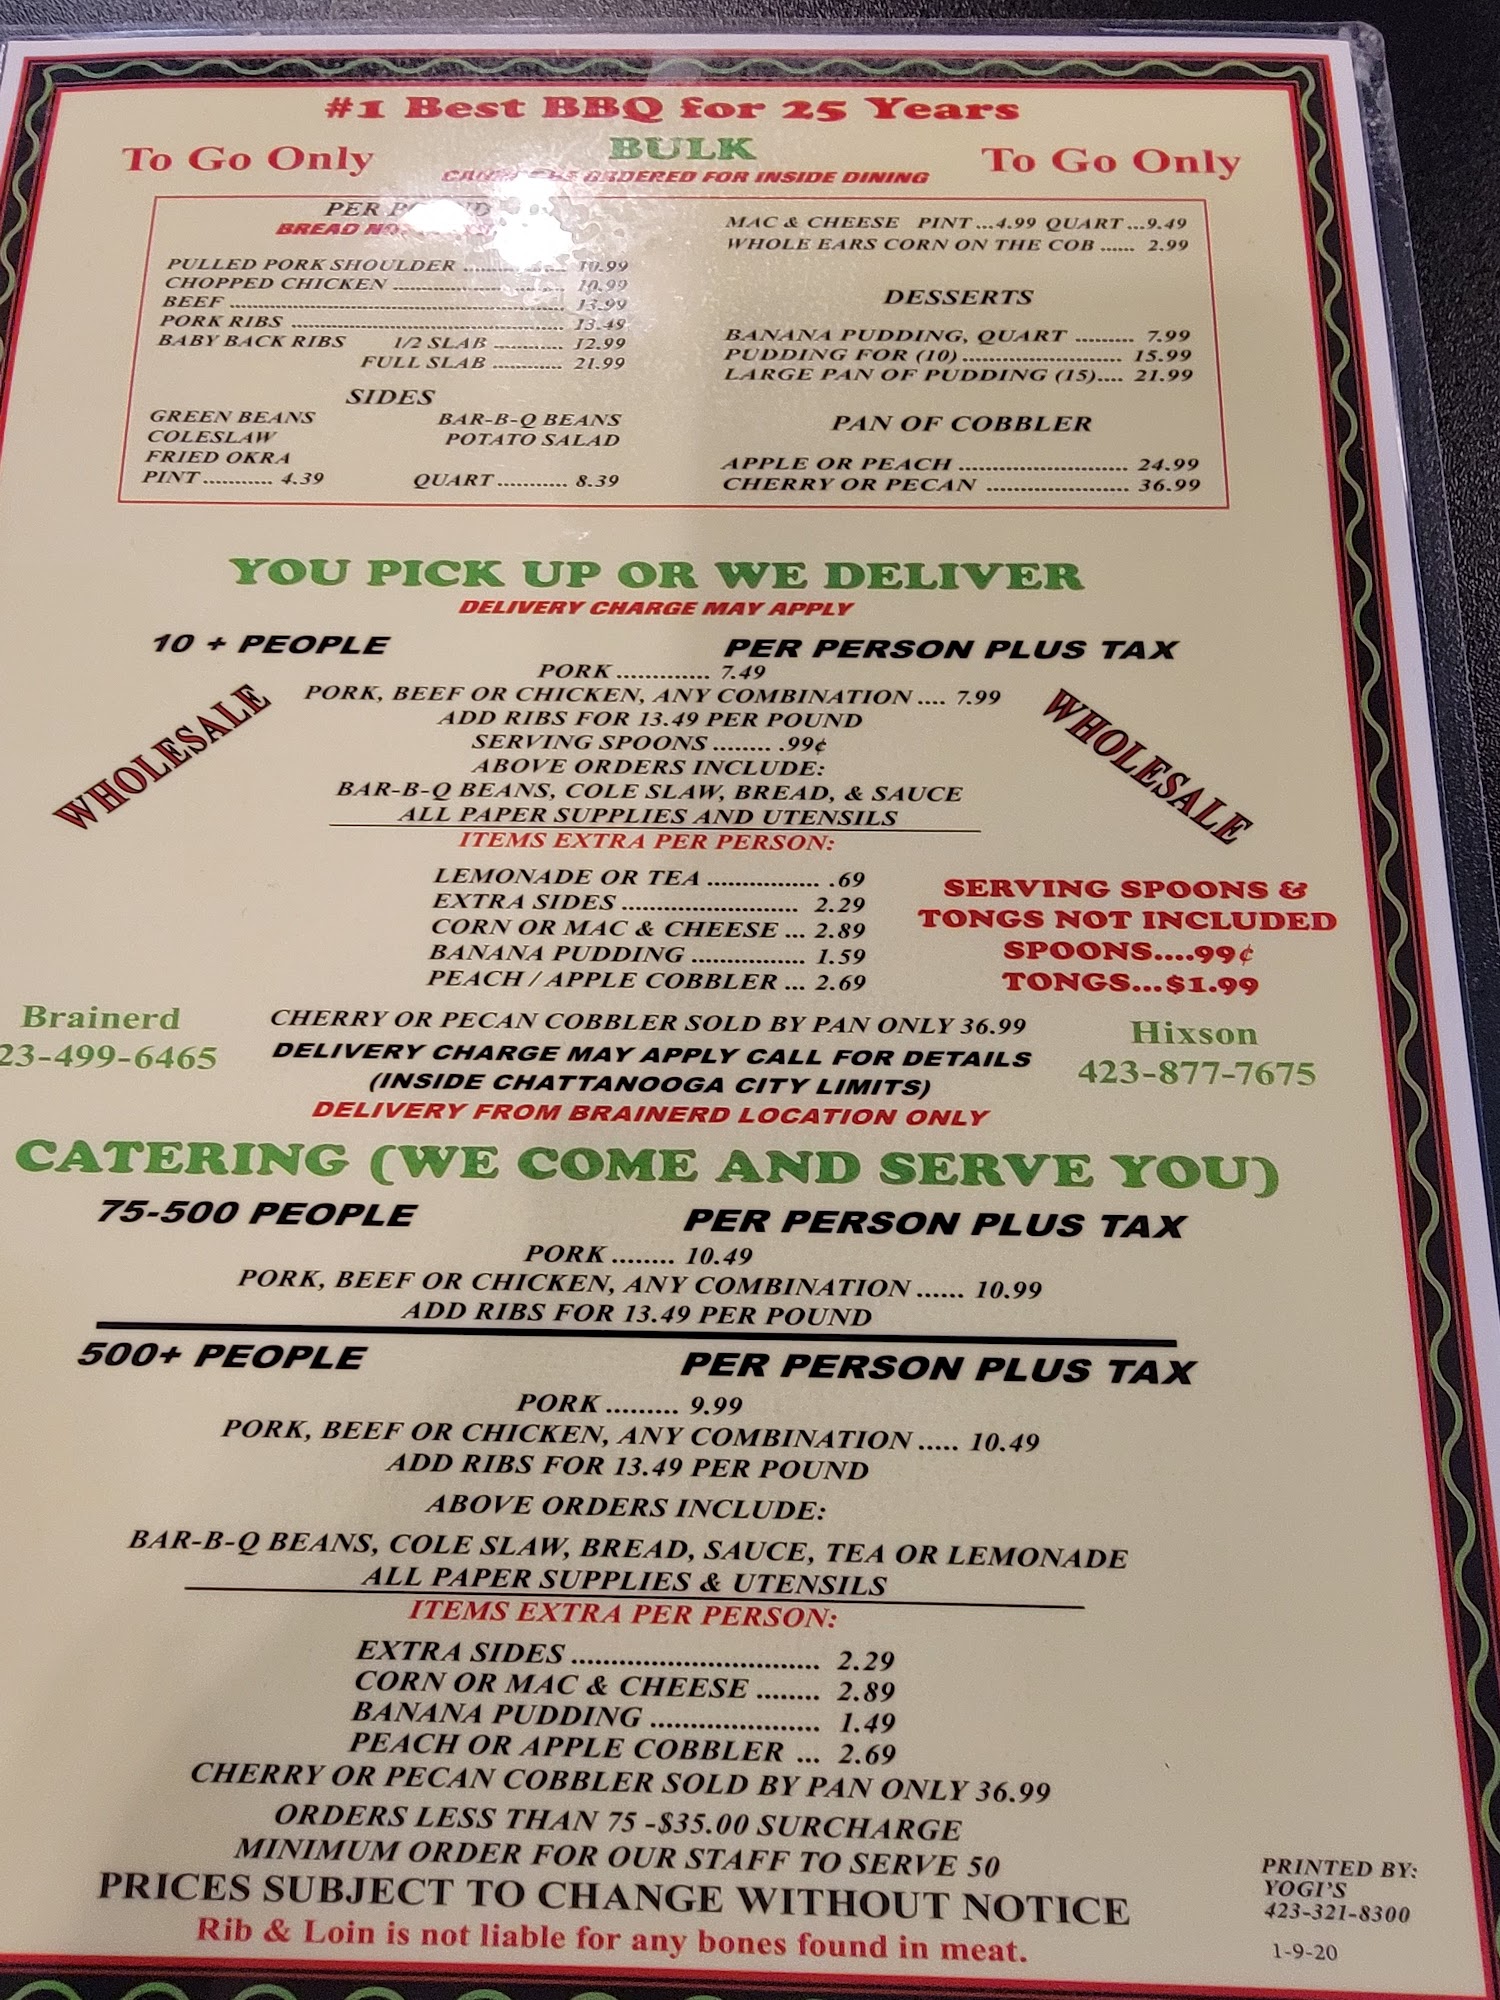 #1 Best BBQ for 25 Years
To Go Only BULK To Go Only
ORDERED FOR INSIDE DINING
PER
BREAD
PULLED PORK SHOULDER .................. 10.99
CHOPPED CHICKEN .............................. 10.99
BEEF ........................................................... 13.99
PORK RIBS ................................................ 13.49
BABY BACK RIBS 1/2 SLAB ............ 12.99
FULL SLAB ............ 21.99
SIDES
GREEN BEANS BAR-B-Q BEANS
COLESLAW POTATO SALAD
FRIED OKRA
PINT ........... 4.39 QUART ........... 8.39
MAC & CHEESE PINT ...4.99 QUART ...9.49
WHOLE EARS CORN ON THE COB ...... 2.99
DESSERTS
BANANA PUDDING, QUART ......... 7.99
PUDDING FOR (10) ........................ 15.99
LARGE PAN OF PUDDING (15).... 21.99
PAN OF COBBLER
APPLE OR PEACH ......................... 24.99
CHERRY OR PECAN ..................... 36.99
YOU PICK UP OR WE DELIVER
DELIVERY CHARGE MAY APPLY
10 + PEOPLE PER PERSON PLUS TAX
PORK ............. 7.49
PORK, BEEF OR CHICKEN, ANY COMBINATION .... 7.99
ADD RIBS FOR 13.49 PER POUND
SERVING SPOONS ........ .99¢
ABOVE ORDERS INCLUDE:
BAR-B-Q BEANS, COLE SLAW, BREAD, & SAUCE
ALL PAPER SUPPLIES AND UTENSILS
WHOLESALE
WHOLESALE
ITEMS EXTRA PER PERSON:
LEMONADE OR TEA ................. .69
EXTRA SIDES ........................... 2.29
CORN OR MAC & CHEESE ... 2.89
BANANA PUDDING ................. 1.59
PEACH / APPLE COBBLER ... 2.69
SERVING SPOONS &
TONGS NOT INCLUDED
SPOONS....99¢
TONGS...$1.99
Brainerd
23-499-6465
CHERRY OR PECAN COBBLER SOLD BY PAN ONLY 36.99
DELIVERY CHARGE MAY APPLY CALL FOR DETAILS
(INSIDE CHATTANOOGA CITY LIMITS)
DELIVERY FROM BRAINERD LOCATION ONLY
Hixson
423-877-7675
CATERING (WE COME AND SERVE YOU)
75-500 PEOPLE PER PERSON PLUS TAX
PORK ........ 10.49
PORK, BEEF OR CHICKEN, ANY COMBINATION ...... 10.99
ADD RIBS FOR 13.49 PER POUND
500+ PEOPLE PER PERSON PLUS TAX
PORK ......... 9.99
PORK, BEEF OR CHICKEN, ANY COMBINATION ..... 10.49
ADD RIBS FOR 13.49 PER POUND
ABOVE ORDERS INCLUDE:
BAR-B-Q BEANS, COLE SLAW, BREAD, SAUCE, TEA OR LEMONADE
ALL PAPER SUPPLIES & UTENSILS
ITEMS EXTRA PER PERSON:
EXTRA SIDES ................................ 2.29
CORN OR MAC & CHEESE ........ 2.89
BANANA PUDDING ...................... 1.49
PEACH OR APPLE COBBLER ... 2.69
CHERRY OR PECAN COBBLER SOLD BY PAN ONLY 36.99
ORDERS LESS THAN 75 -$35.00 SURCHARGE
MINIMUM ORDER FOR OUR STAFF TO SERVE 50
PRICES SUBJECT TO CHANGE WITHOUT NOTICE
Rib & Loin is not liable for any bones found in meat.
PRINTED BY:
YOGI'S
423-321-8300
1-9-20